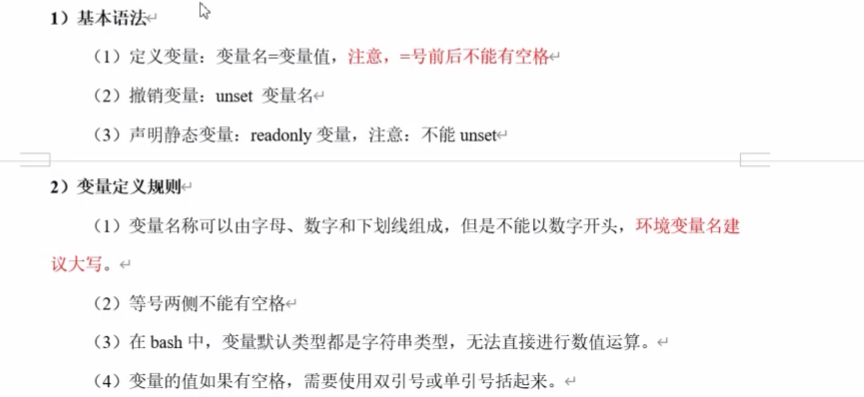 1）基本语法
（1）定义变量：变量名=变量值，注意，=号前后不能有空格
（2）撤销变量：unset 变量名
（3）声明静态变量：readonly 变量，注意：不能 unset
2）变量定义规则
（1）变量名称可以由字母、数字和下划线组成，但是不能以数字开头，环境变量名建
议大写。
（2）等号两侧不能有空格
（3）在 bash 中，变量默认类型都是字符串类型，无法直接进行数值运算。
（4）变量的值如果有空格，需要使用双引号或单引号括起来。